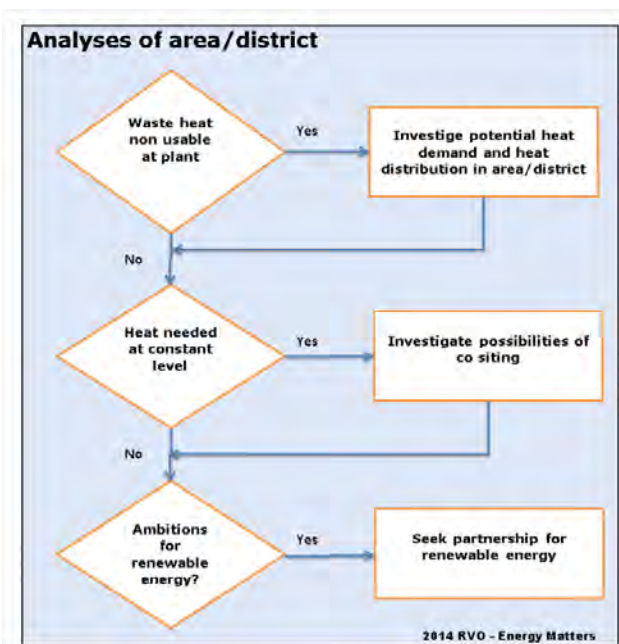 Analyses of area/district
Waste heat
non usable
at plant
Yes
Investige potential heat
demand and heat
distribution in area/district
No
Heat needed
at constant
level
Yes
Investigate possibilities of
co siting
No
Ambitions
for
renewable
energy?
Yes
Seek partnership for
renewable energy
2014 RVO - Energy Matters